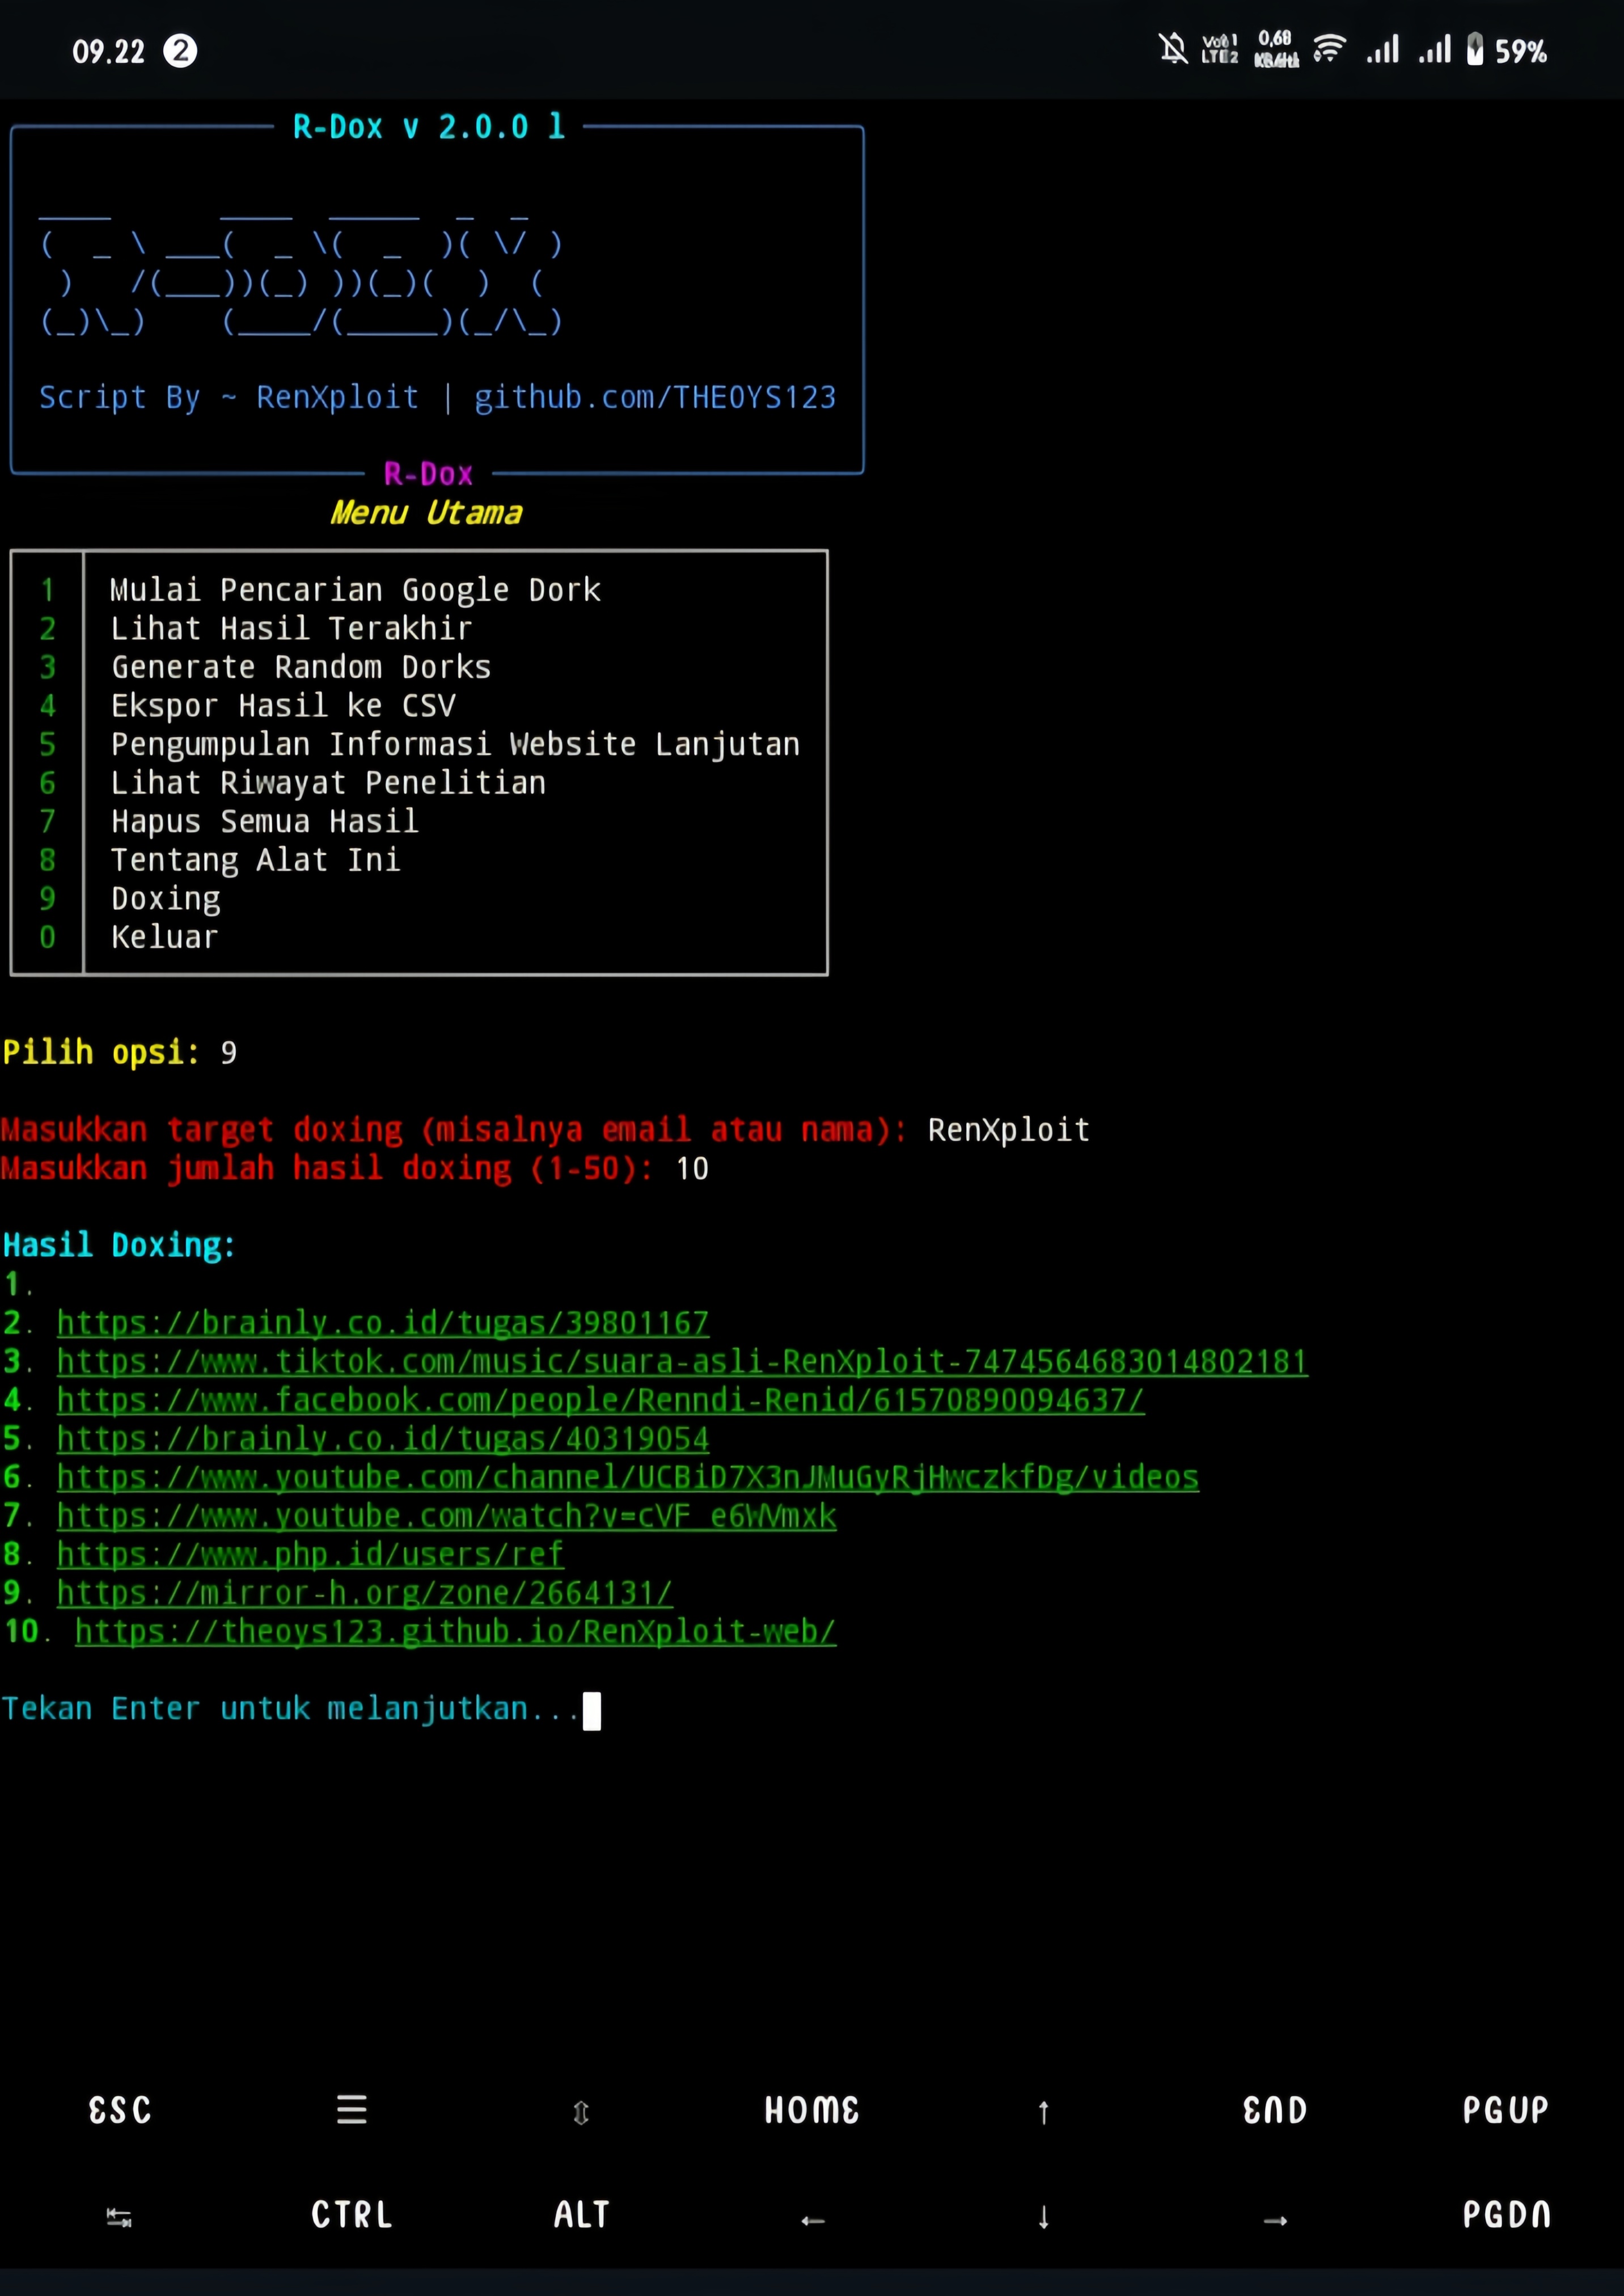 09.22 2 Vo1 LTE2 0,68 59%
R-Dox v 2.0.0 l
R-DOX
Script By ~ RenXploit | github.com/THE0YS123
R-Dox
Menu Utama
1 Mulai Pencarian Google Dork
2 Lihat Hasil Terakhir
3 Generate Random Dorks
4 Ekspor Hasil ke CSV
5 Pengumpulan Informasi Website Lanjutan
6 Lihat Riwayat Penelitian
7 Hapus Semua Hasil
8 Tentang Alat Ini
9 Doxing
0 Keluar
Pilih opsi: 9
Masukkan target doxing (misalnya email atau nama): RenXploit
Masukkan jumlah hasil doxing (1-50): 10
Hasil Doxing:
1.
2. https://brainly.co.id/tugas/39801167
3. https://www.tiktok.com/music/suara-asli-RenXploit-7474564683014802181
4. https://www.facebook.com/people/Renndi-Renid/61570890094637/
5. https://brainly.co.id/tugas/40319054
6. https://www.youtube.com/channel/UCBiD7X3nJMuGyRjHwczkfDg/videos
7. https://www.youtube.com/watch?v=cVF_e6WVmxk
8. https://www.php.id/users/ref
9. https://mirror-h.org/zone/2664131/
10. https://theoys123.github.io/RenXploit-web/
Tekan Enter untuk melanjutkan...
ESC ☰ ⇳ HOME ↑ END PGUP
↹ CTRL ALT ← ↓ → PGDN